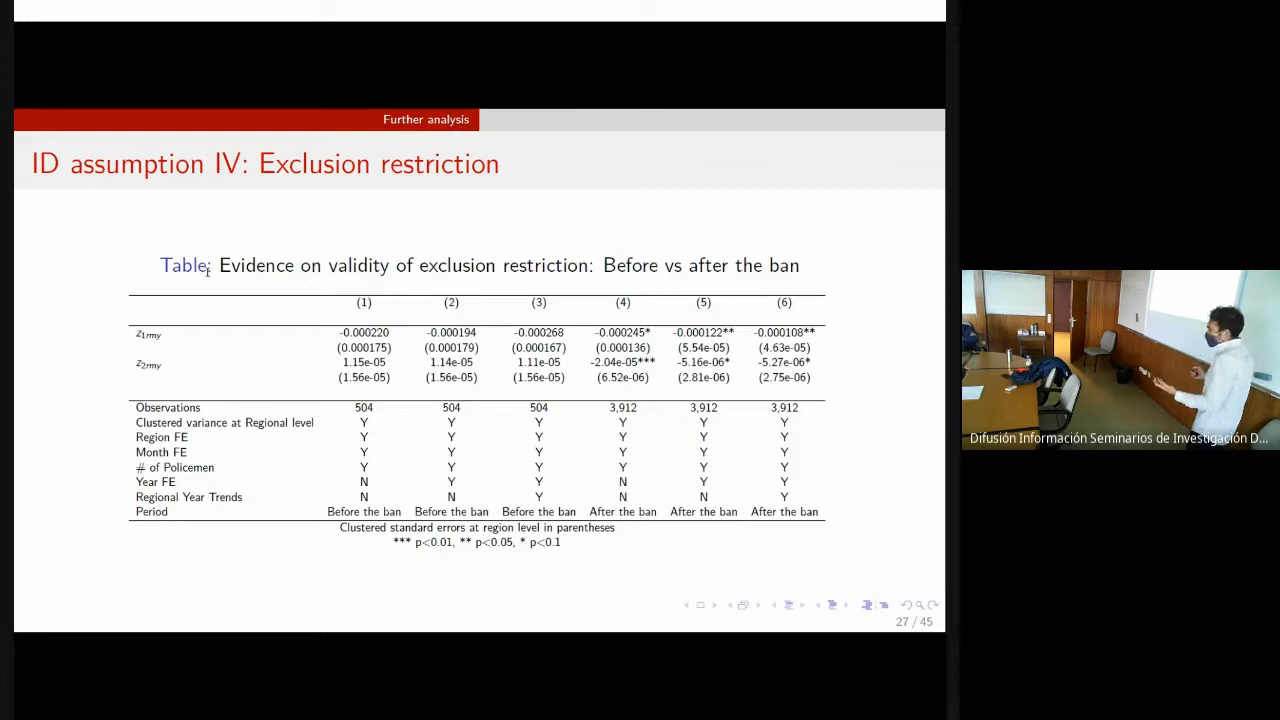 Further analysis
ID assumption IV: Exclusion restriction
Table: Evidence on validity of exclusion restriction: Before vs after the ban
(1) (2) (3) (4) (5) (6)
z1rmy -0.000220 -0.000194 -0.000268 -0.000245* -0.000122** -0.000108**
(0.000175) (0.000179) (0.000167) (0.000136) (5.54e-05) (4.63e-05)
z2rmy 1.15e-05 1.14e-05 1.11e-05 -2.04e-05*** -5.16e-06* -5.27e-06*
(1.56e-05) (1.56e-05) (1.56e-05) (6.52e-06) (2.81e-06) (2.75e-06)
Observations 504 504 504 3,912 3,912 3,912
Clustered variance at Regional level Y Y Y Y Y Y
Region FE Y Y Y Y Y Y
Month FE Y Y Y Y Y Y
# of Policemen Y Y Y Y Y Y
Year FE N Y Y N Y Y
Regional Year Trends N N Y N N Y
Period Before the ban Before the ban Before the ban After the ban After the ban After the ban
Clustered standard errors at region level in parentheses
*** p<0.01, ** p<0.05, * p<0.1
27 / 45
Difusión Información Seminarios de Investigación D...